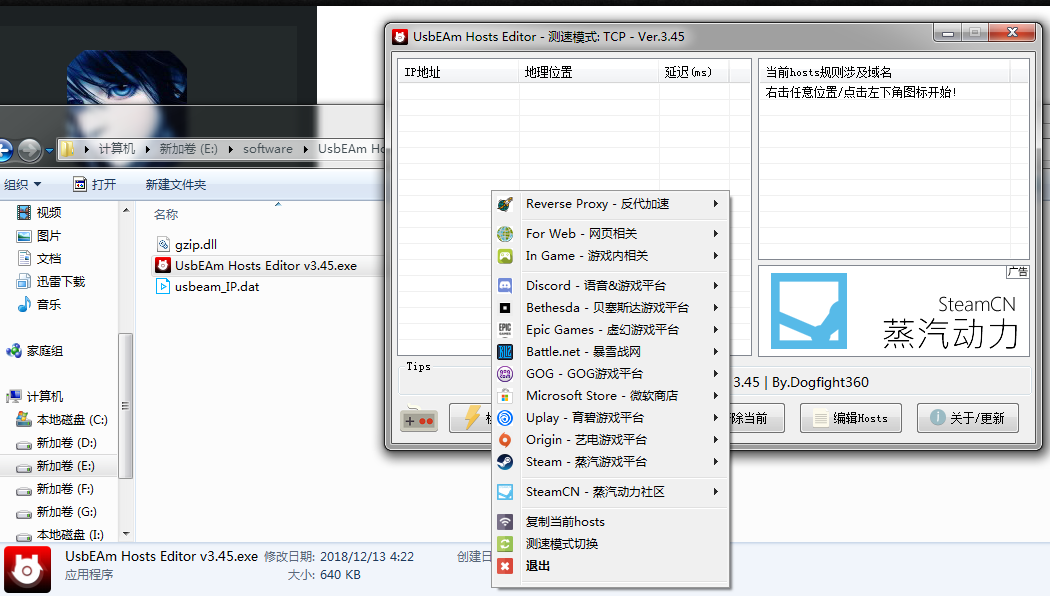 UsbEAm Hosts Editor - 测速模式: TCP - Ver.3.45
IP地址 地理位置 延迟(ms)
当前hosts规则涉及域名
右击任意位置/点击左下角图标开始!
计算机 新加卷 (E:) software UsbEAm Ho
组织 打开 新建文件夹
视频
图片
文档
迅雷下载
音乐
家庭组
计算机
本地磁盘 (C:)
新加卷 (D:)
新加卷 (E:)
新加卷 (F:)
新加卷 (G:)
本地磁盘 (I:)
名称
gzip.dll
UsbEAm Hosts Editor v3.45.exe
usbeam_IP.dat
Reverse Proxy - 反代加速
For Web - 网页相关
In Game - 游戏内相关
Discord - 语音&游戏平台
Bethesda - 贝塞斯达游戏平台
Epic Games - 虚幻游戏平台
Battle.net - 暴雪战网
GOG - GOG游戏平台
Microsoft Store - 微软商店
Uplay - 育碧游戏平台
Origin - 艺电游戏平台
Steam - 蒸汽游戏平台
SteamCN - 蒸汽动力社区
复制当前hosts
测速模式切换
退出
广告
SteamCN
蒸汽动力
Tips
3.45 | By.Dogfight360
当前 编辑Hosts 关于/更新
UsbEAm Hosts Editor v3.45.exe 修改日期: 2018/12/13 4:22 创建日
应用程序 大小: 640 KB